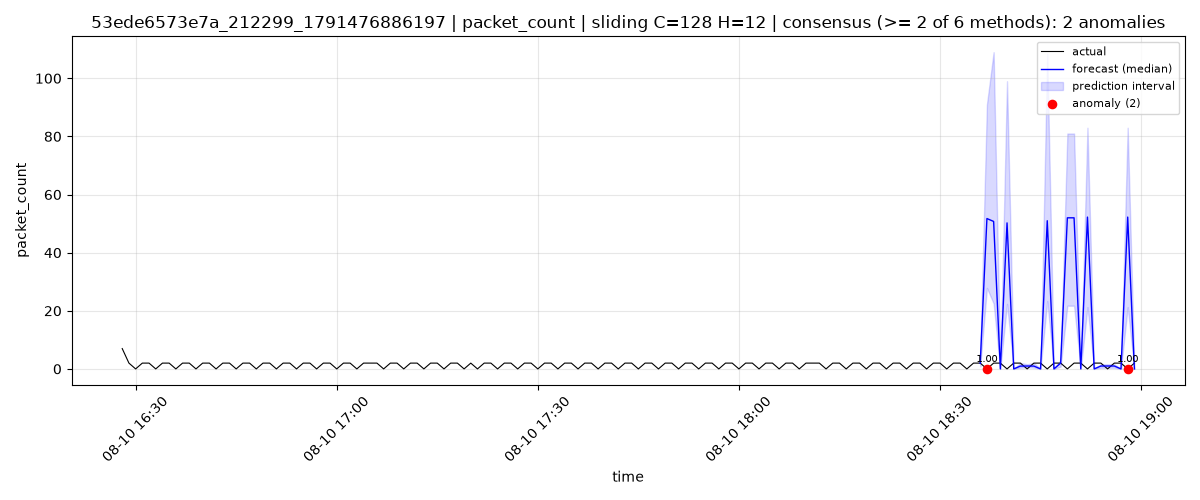 53ede6573e7a_212299_1791476886197 | packet_count | sliding C=128 H=12 | consensus (>= 2 of 6 methods): 2 anomalies
packet_count
100
80
60
40
20
0
actual
forecast (median)
prediction interval
anomaly (2)
1.00
1.00
08-10 16:30
08-10 17:00
08-10 17:30
08-10 18:00
08-10 18:30
08-10 19:00
time